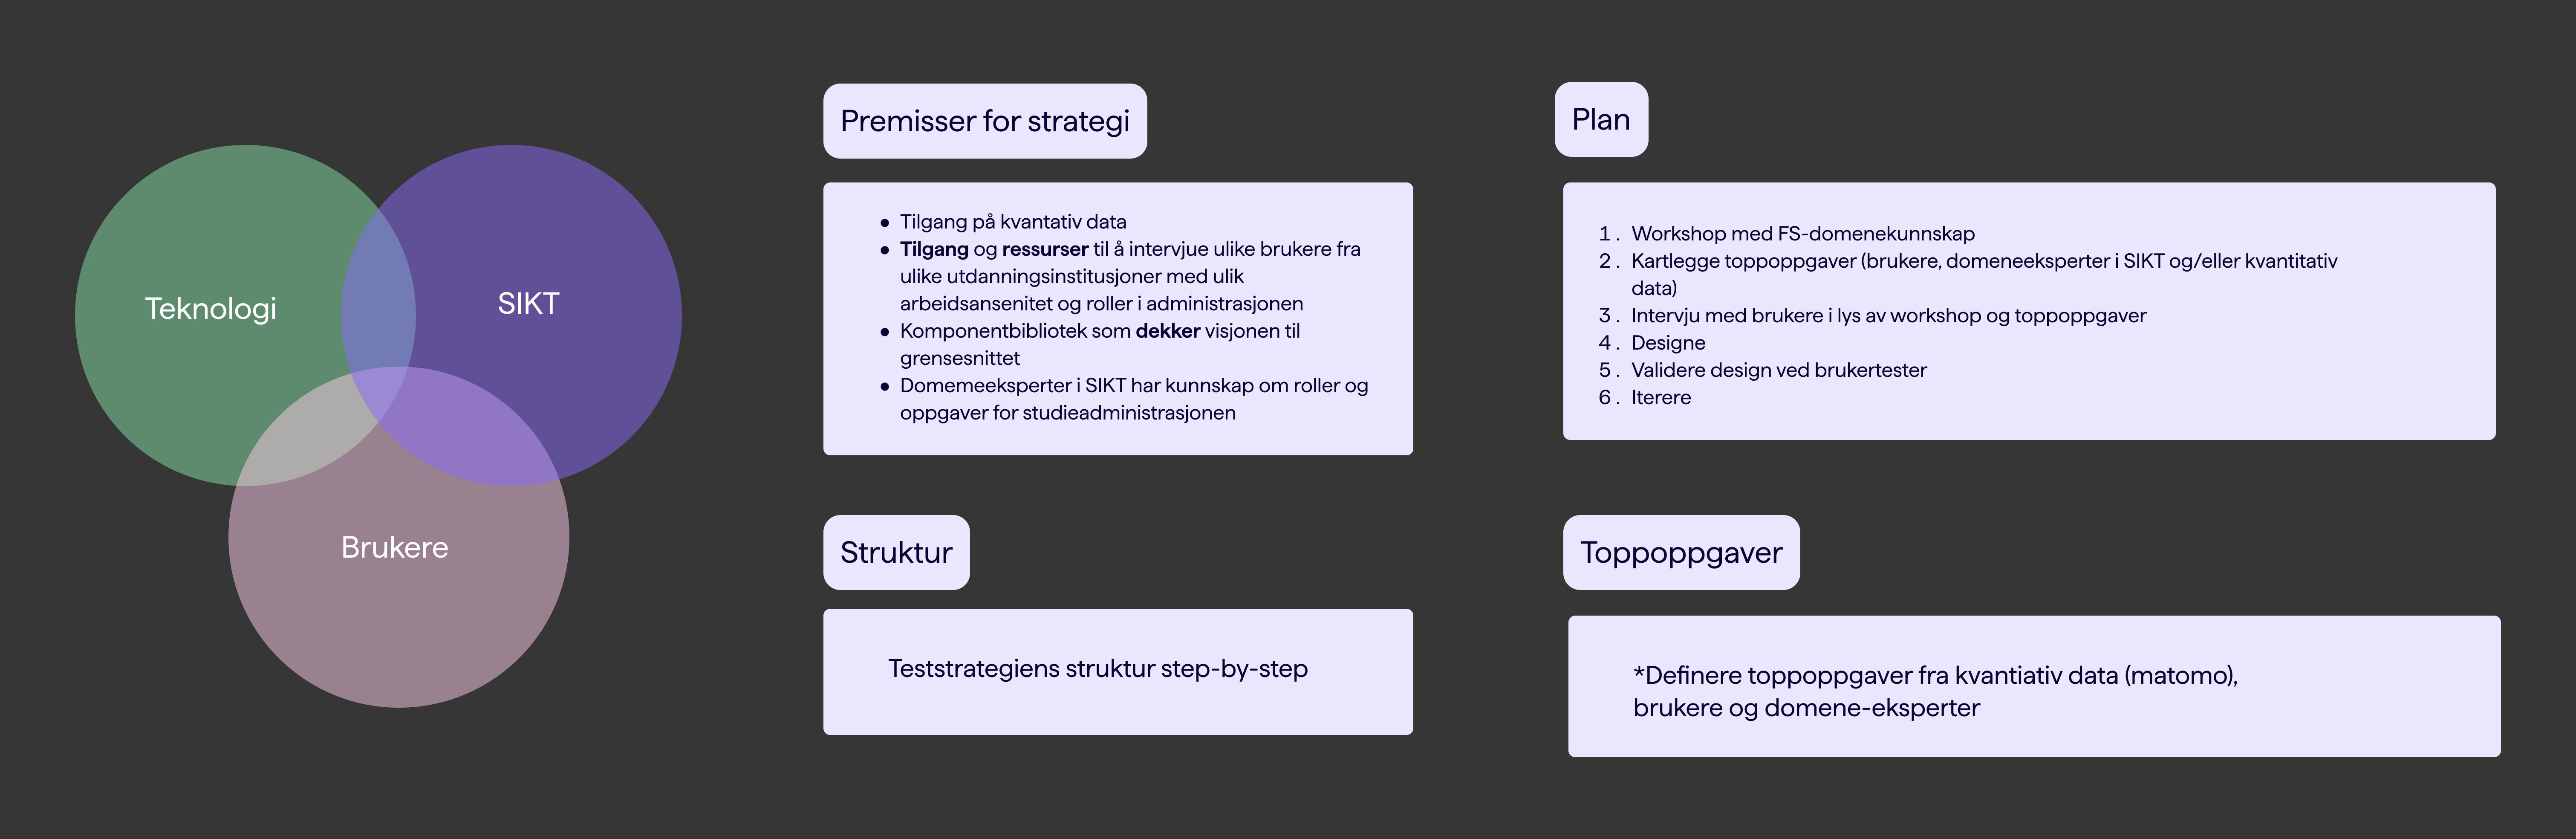 Teknologi
SIKT
Brukere
Premisser for strategi
● Tilgang på kvantativ data
● Tilgang og ressurser til å intervjue ulike brukere fra
ulike utdanningsinstitusjoner med ulik
arbeidsansenitet og roller i administrasjonen
● Komponentbibliotek som dekker visjonen til
grensesnittet
● Domemeeksperter i SIKT har kunnskap om roller og
oppgaver for studieadministrasjonen
Plan
1. Workshop med FS-domenekunnskap
2. Kartlegge toppoppgaver (brukere, domeneeksperter i SIKT og/eller kvantitativ
data)
3. Intervju med brukere i lys av workshop og toppoppgaver
4. Designe
5. Validere design ved brukertester
6. Iterere
Struktur
Teststrategiens struktur step-by-step
Toppoppgaver
*Definere toppoppgaver fra kvantiativ data (matomo),
brukere og domene-eksperter